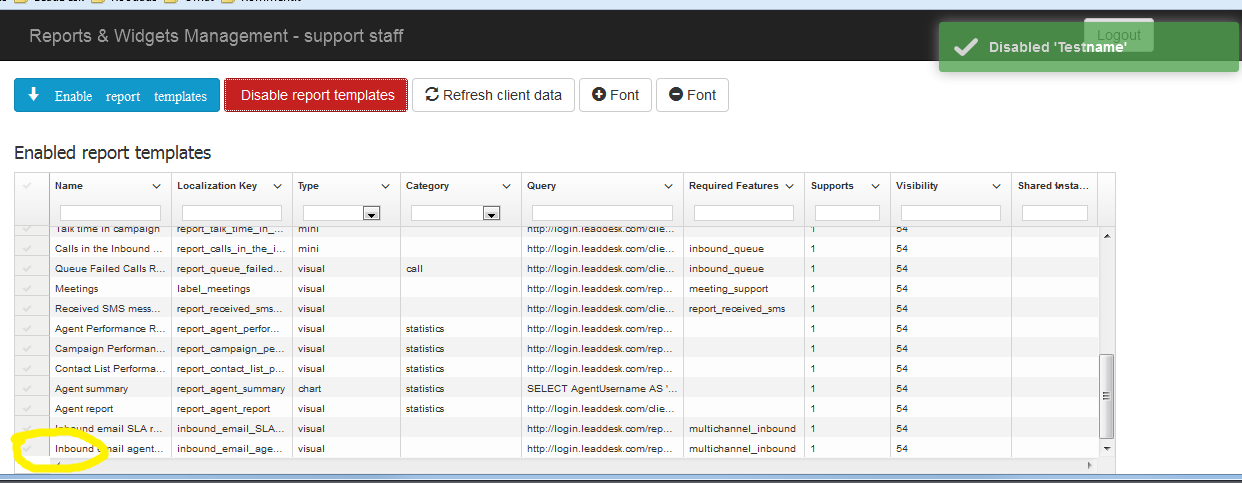 Reports & Widgets Management - support staff
Logout
Disabled 'Testname'
Enable report templates
Disable report templates
Refresh client data
Font
Font
Enabled report templates
Name Localization Key Type Category Query Required Features Supports Visibility Shared Insta...
Talk time in campaign report_talk_time_in_... mini http://login.leaddesk.com/clie... 1 54
Calls in the Inbound ... report_calls_in_the_i... mini http://login.leaddesk.com/clie... inbound_queue 1 54
Queue Failed Calls R... report_queue_failed... visual call http://login.leaddesk.com/clie... inbound_queue 1 54
Meetings label_meetings visual http://login.leaddesk.com/rep... meeting_support 1 54
Received SMS mess... report_received_sms... visual http://login.leaddesk.com/rep... report_received_sms 1 54
Agent Performance R... report_agent_perfor... visual statistics http://login.leaddesk.com/rep... 1 54
Campaign Performan... report_campaign_pe... visual statistics http://login.leaddesk.com/rep... 1 54
Contact List Performa... report_contact_list_p... visual statistics http://login.leaddesk.com/rep... 1 54
Agent summary report_agent_summary chart statistics SELECT AgentUsername AS '... 1 54
Agent report report_agent_report visual statistics http://login.leaddesk.com/clie... 1 54
Inbound email SLA r... inbound_email_SLA... visual http://login.leaddesk.com/rep... multichannel_inbound 1 54
Inbound email agent... inbound_email_age... visual http://login.leaddesk.com/rep... multichannel_inbound 1 54